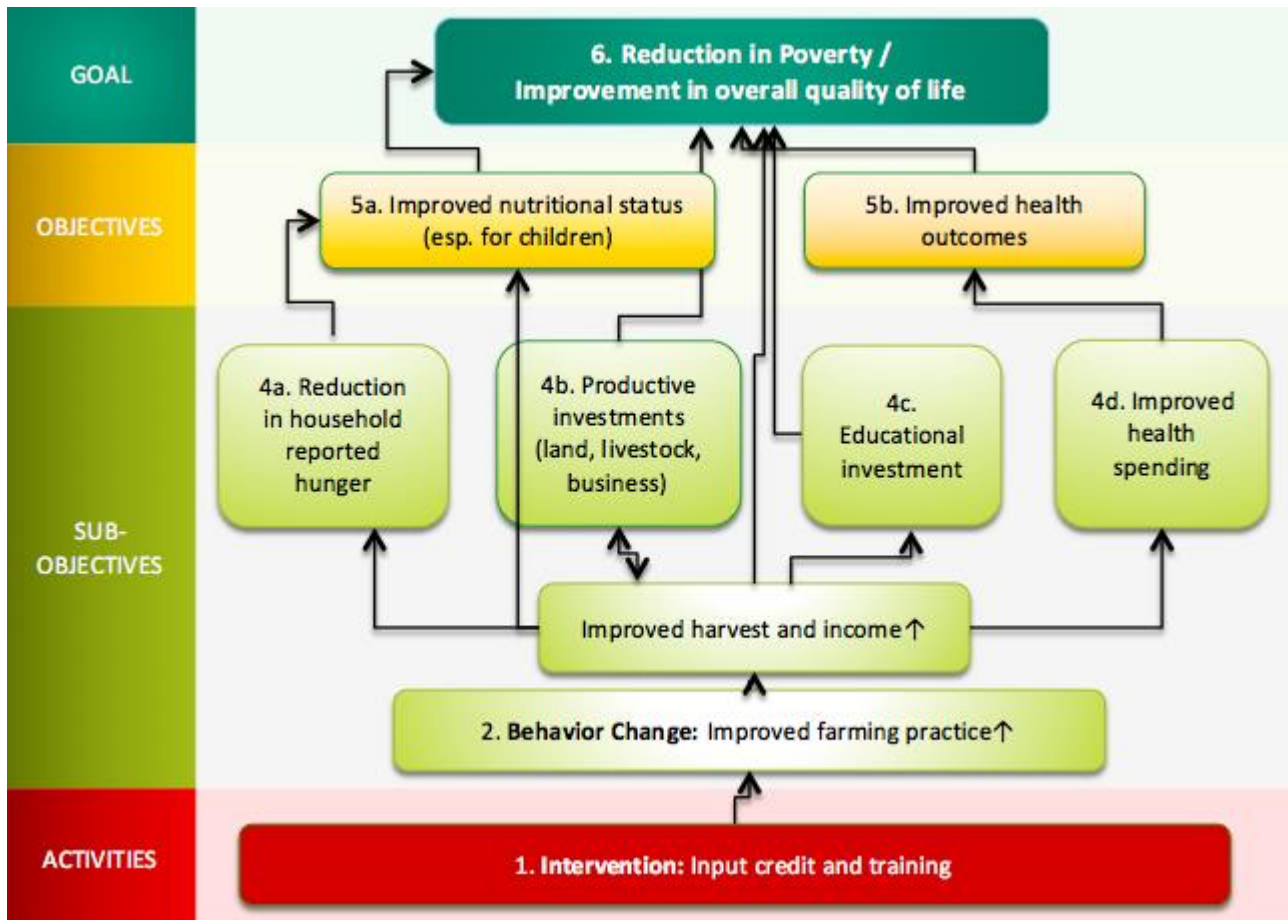 GOAL
6. Reduction in Poverty /
Improvement in overall quality of life
OBJECTIVES
5a. Improved nutritional status
(esp. for children)
5b. Improved health
outcomes
SUB-
OBJECTIVES
4a. Reduction
in household
reported
hunger
4b. Productive
investments
(land, livestock,
business)
4c.
Educational
investment
4d. Improved
health
spending
Improved harvest and income↑
2. Behavior Change: Improved farming practice↑
ACTIVITIES
1. Intervention: Input credit and training